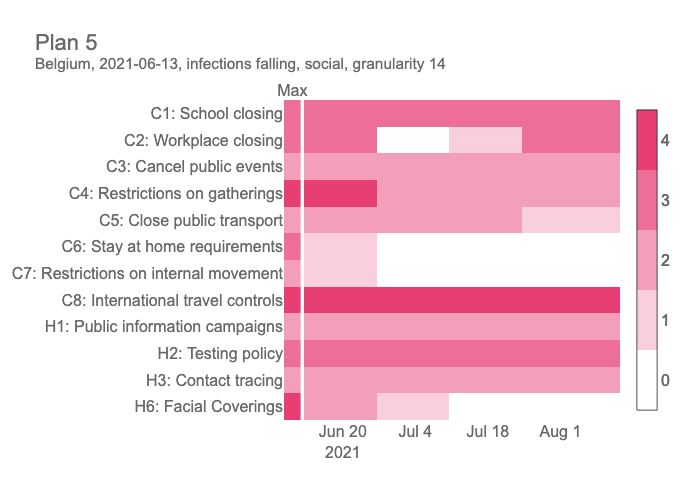 Plan 5
Belgium, 2021-06-13, infections falling, social, granularity 14
Max
C1: School closing
C2: Workplace closing
C3: Cancel public events
C4: Restrictions on gatherings
C5: Close public transport
C6: Stay at home requirements
C7: Restrictions on internal movement
C8: International travel controls
H1: Public information campaigns
H2: Testing policy
H3: Contact tracing
H6: Facial Coverings
Jun 20 Jul 4 Jul 18 Aug 1
2021
4
3
2
1
0